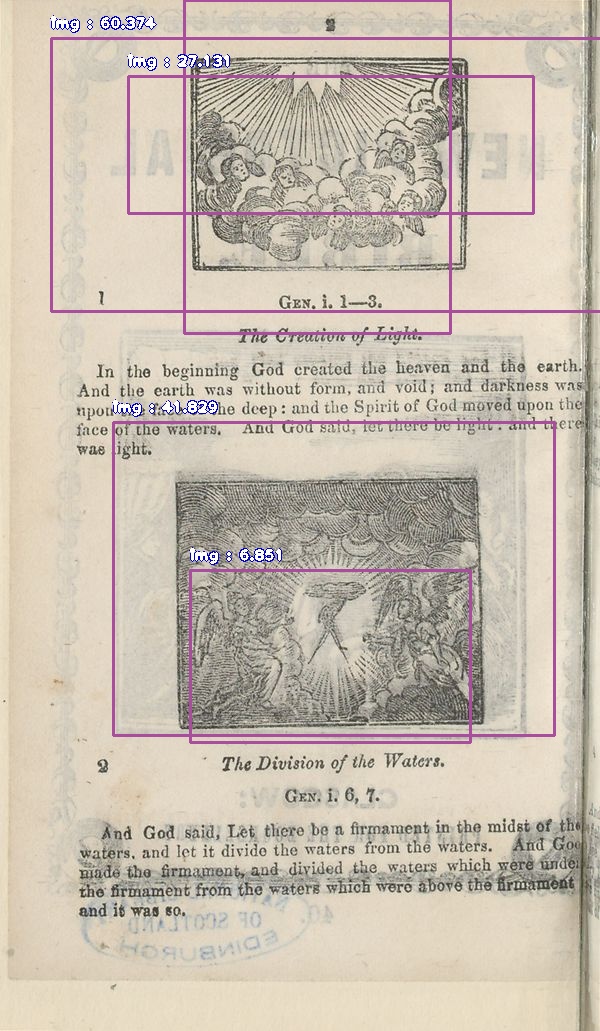 2
img : 60.374
img : 27.131
1
GEN. i. 1—3.
The Creation of Light.
In the beginning God created the heaven and the earth.
And the earth was without form, and void; and darkness was
upon the deep: and the Spirit of God moved upon the
img : 41.829
face of the waters. And God said, let there be light: and there
was light.
img : 6.851
2
The Division of the Waters.
GEN. i. 6, 7.
And God said, Let there be a firmament in the midst of the
waters, and let it divide the waters from the waters. And God
made the firmament, and divided the waters which were under
the firmament from the waters which were above the firmament
and it was so.
OF SCOTLAND
EDINBURGH